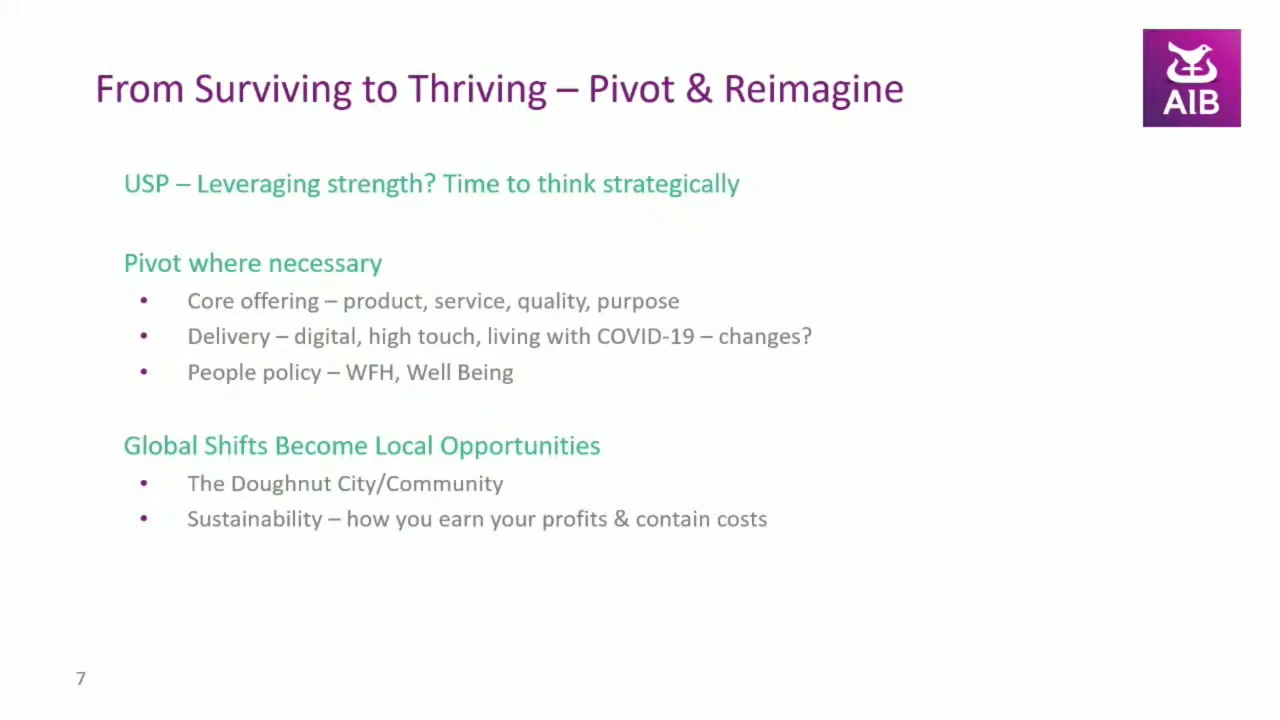 From Surviving to Thriving – Pivot & Reimagine
AIB
USP – Leveraging strength? Time to think strategically
Pivot where necessary
• Core offering – product, service, quality, purpose
• Delivery – digital, high touch, living with COVID-19 – changes?
• People policy – WFH, Well Being
Global Shifts Become Local Opportunities
• The Doughnut City/Community
• Sustainability – how you earn your profits & contain costs
7